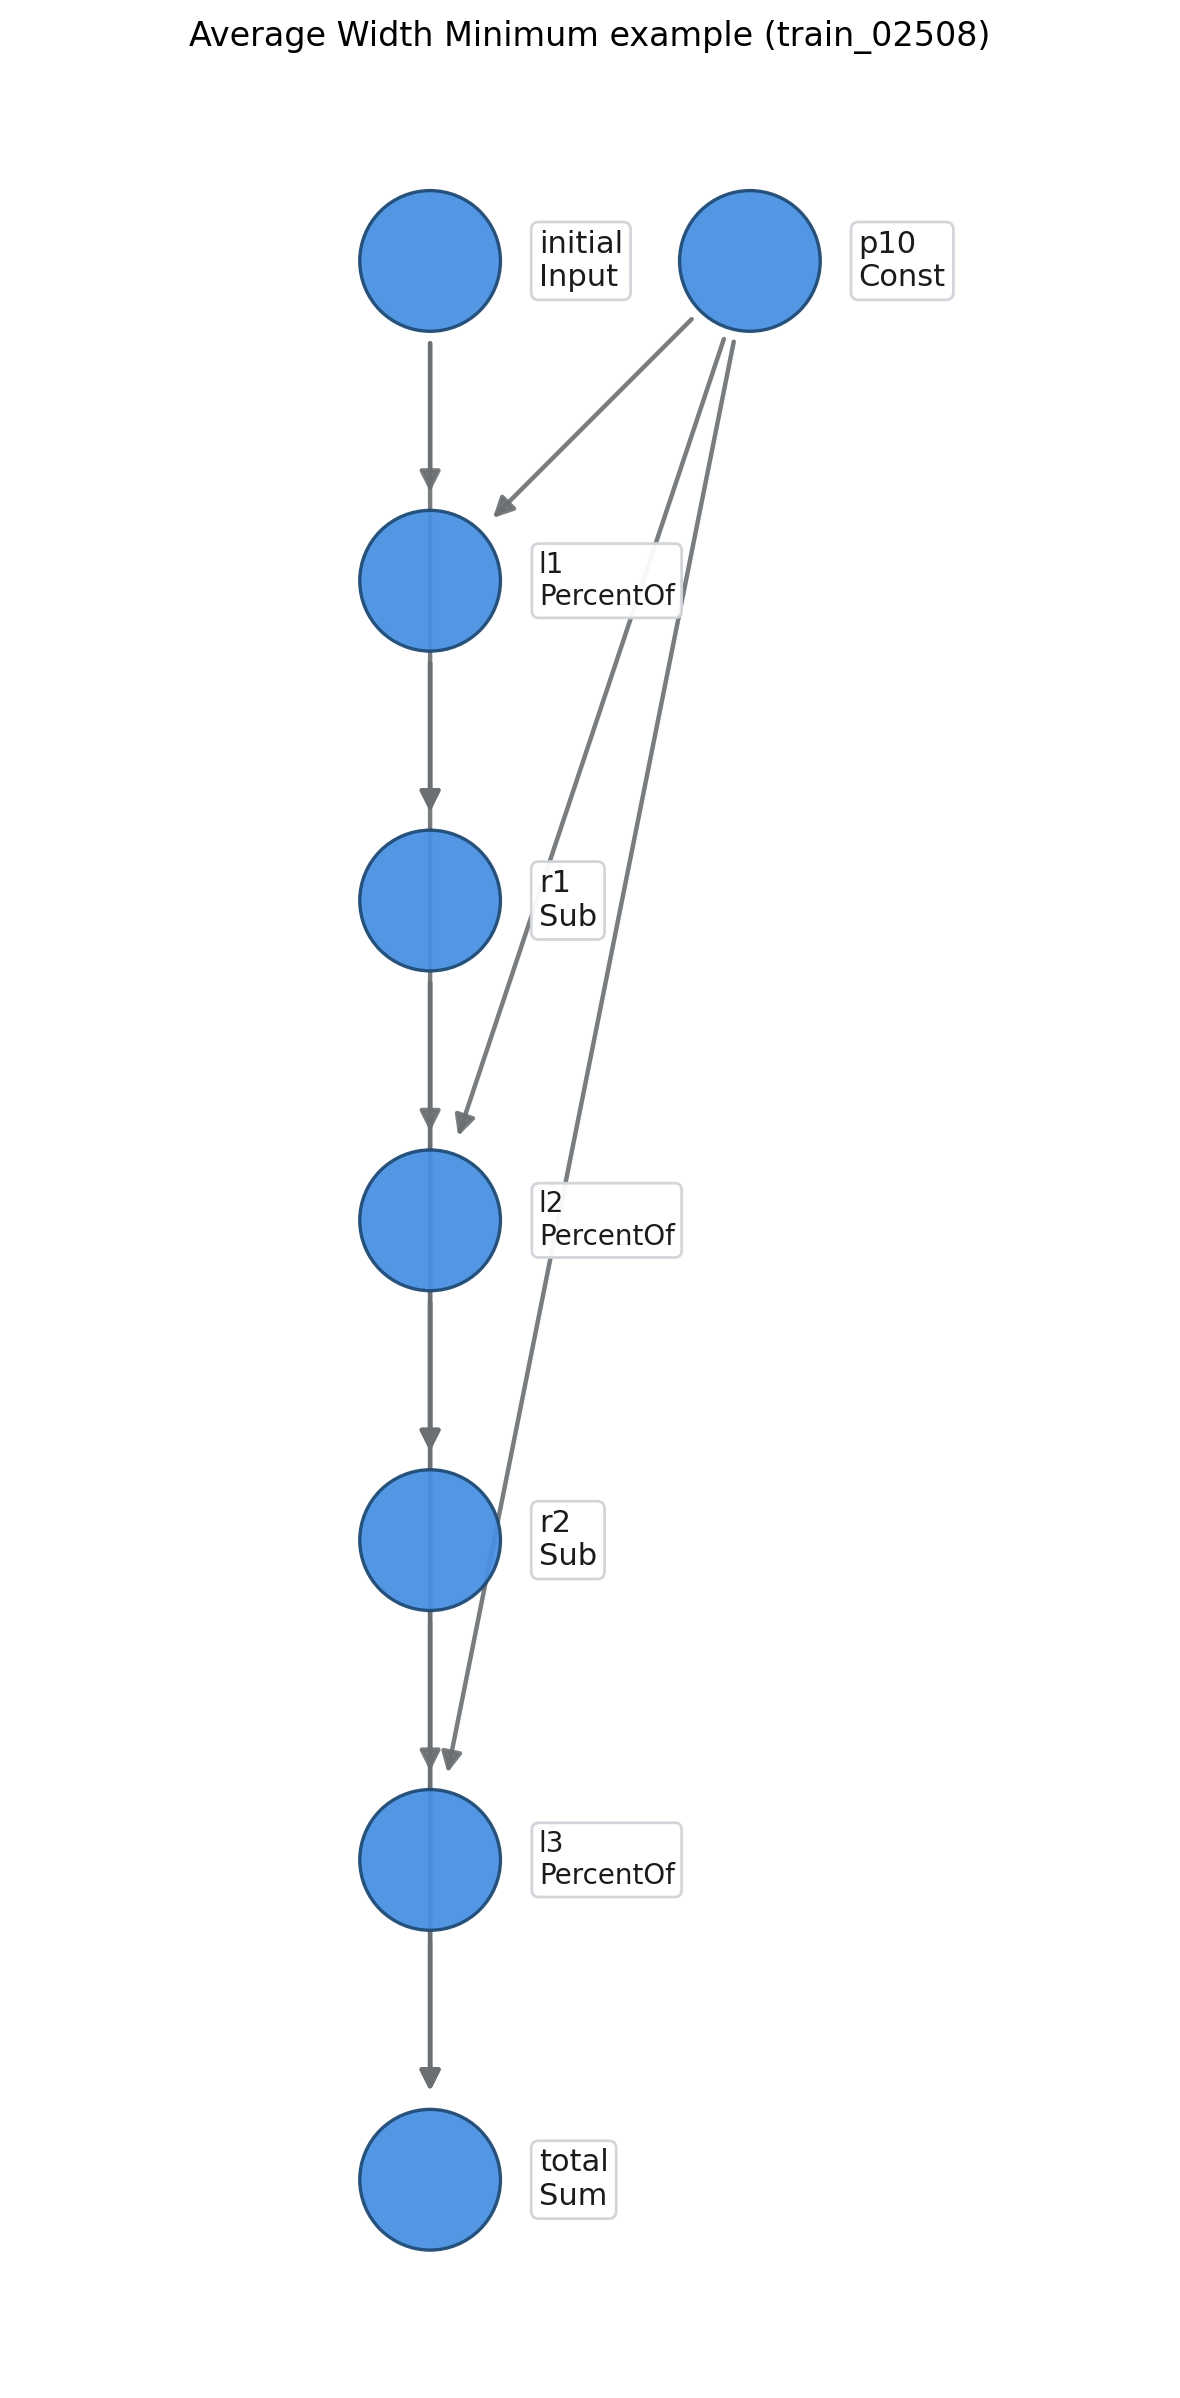 Average Width Minimum example (train_02508)
initial
Input
p10
Const
l1
PercentOf
r1
Sub
l2
PercentOf
r2
Sub
l3
PercentOf
total
Sum